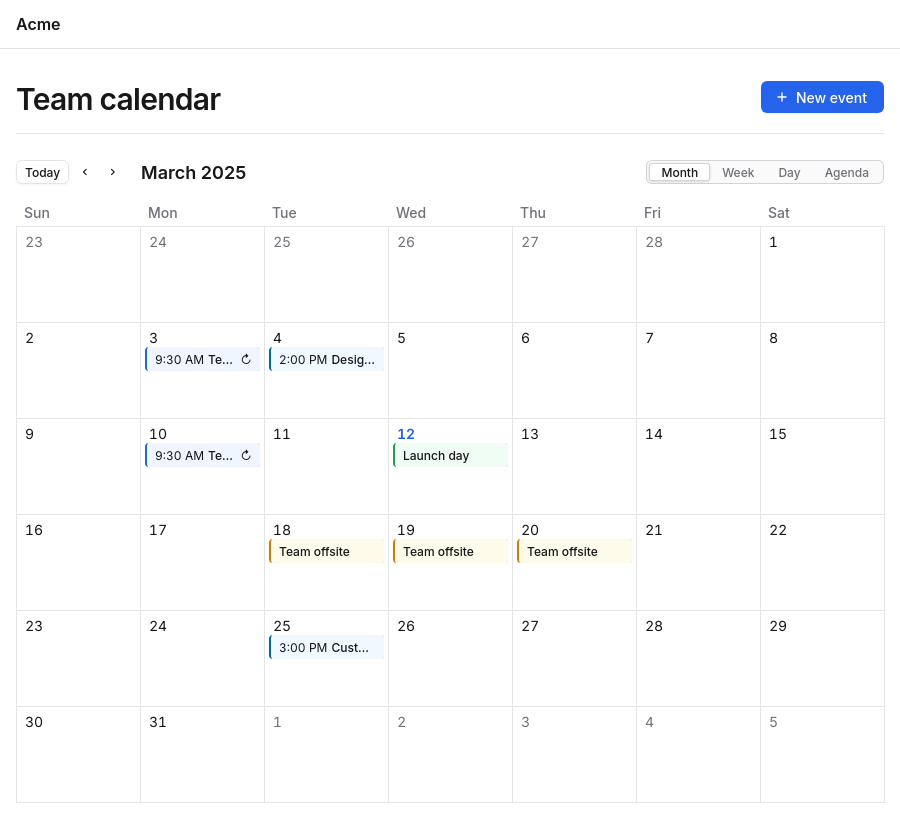 Acme
Team calendar
+ New event
Today
March 2025
Month Week Day Agenda
Sun Mon Tue Wed Thu Fri Sat
23 24 25 26 27 28 1
2 3 4 5 6 7 8
9:30 AM Te... 2:00 PM Desig...
9 10 11 12 13 14 15
9:30 AM Te... Launch day
16 17 18 19 20 21 22
Team offsite Team offsite Team offsite
23 24 25 26 27 28 29
3:00 PM Cust...
30 31 1 2 3 4 5